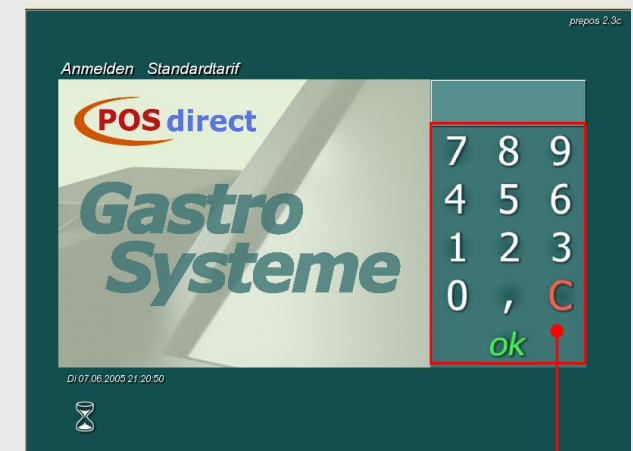 prepos 2.3c
Anmelden Standardtarif
POS direct
Gastro
Systeme
7 8 9
4 5 6
1 2 3
0 , C
ok
Di 07.06.2005 21:20:50